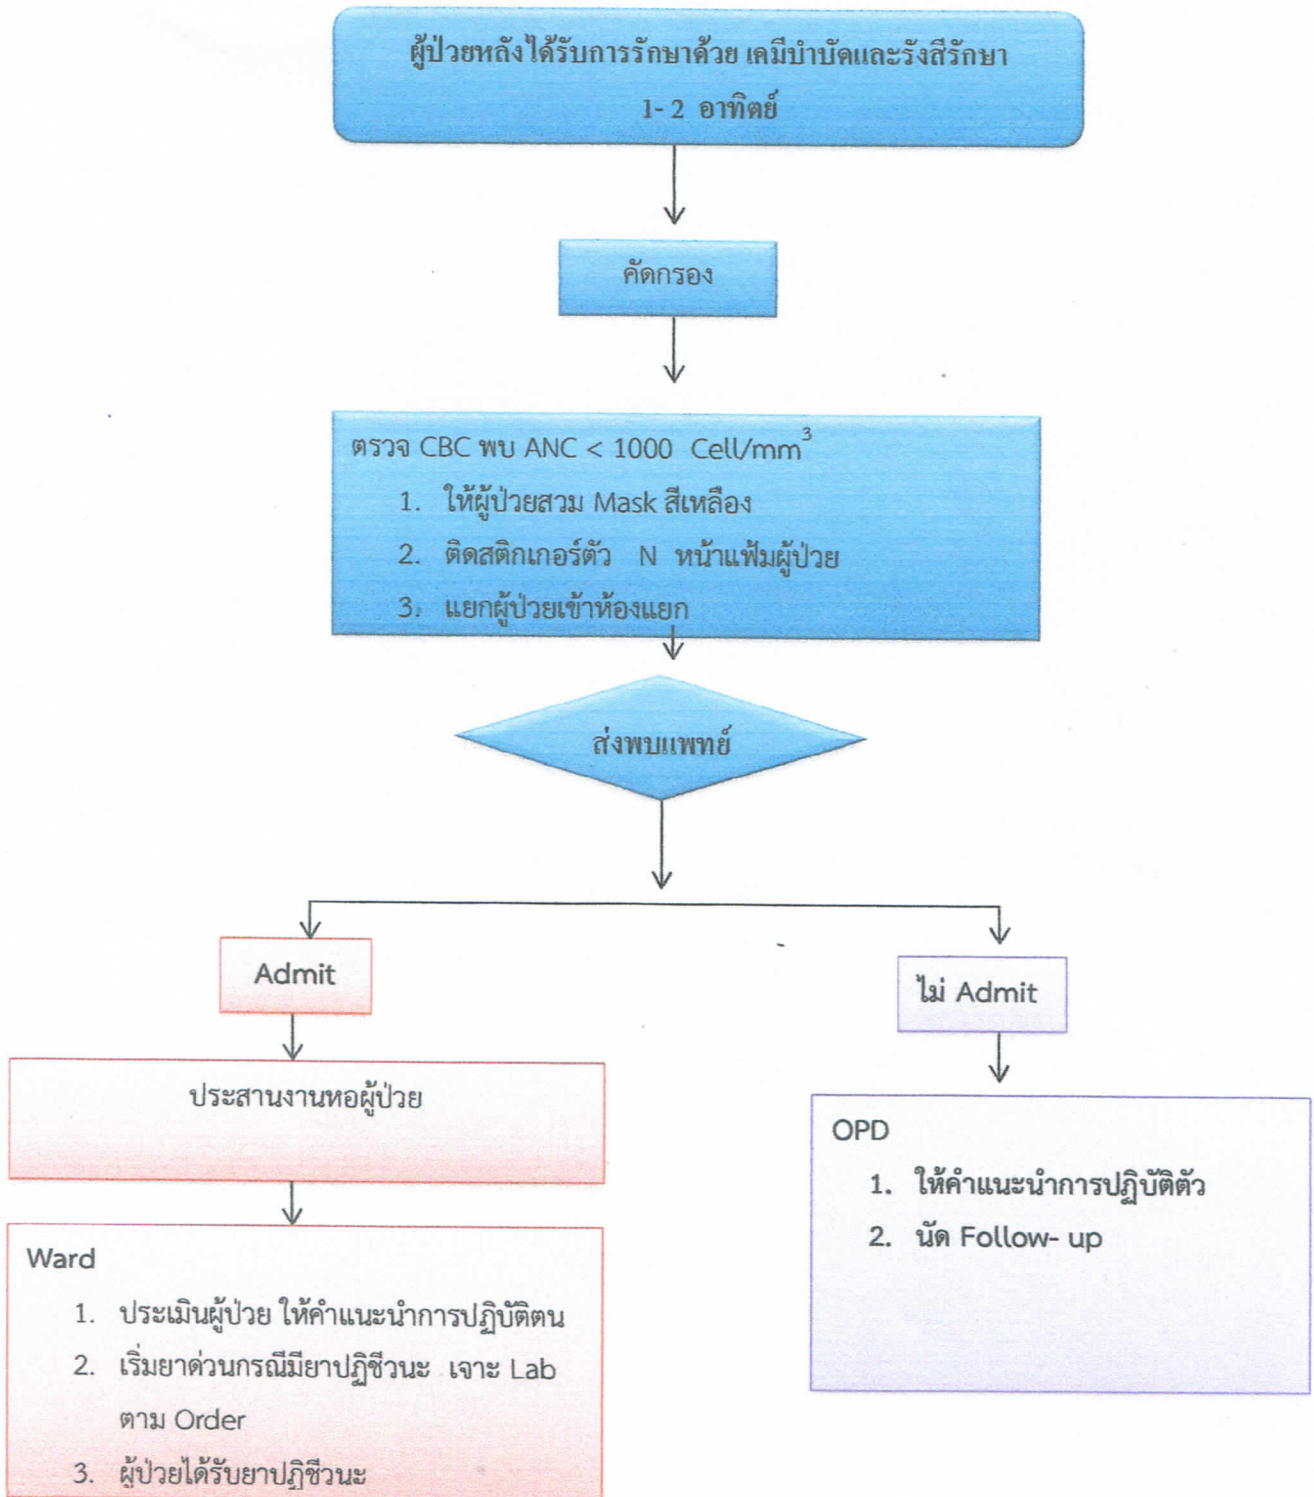 ผู้ป่วยหลังได้รับการรักษาด้วย เคมีบำบัดและรังสีรักษา
1- 2 อาทิตย์
คัดกรอง
ตรวจ CBC พบ ANC < 1000 Cell/mm³
1. ให้ผู้ป่วยสวม Mask สีเหลือง
2. ติดสติกเกอร์ตัว N หน้าแฟ้มผู้ป่วย
3. แยกผู้ป่วยเข้าห้องแยก
ส่งพบแพทย์
Admit
ไม่ Admit
ประสานงานหอผู้ป่วย
Ward
1. ประเมินผู้ป่วย ให้คำแนะนำการปฏิบัติตน
2. เริ่มยาด่วนกรณีมียาปฏิชีวนะ เจาะ Lab
ตาม Order
3. ผู้ป่วยได้รับยาปฏิชีวนะ
OPD
1. ให้คำแนะนำการปฏิบัติตัว
2. นัด Follow- up